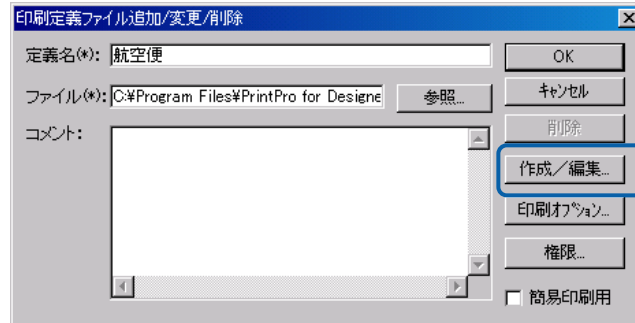 印刷定義ファイル追加/変更/削除
定義名(*): 航空便
OK
ファイル(*): C:¥Program Files¥PrintPro for Designe
参照...
キャンセル
コメント:
削除
作成／編集...
印刷オプション...
権限...
簡易印刷用